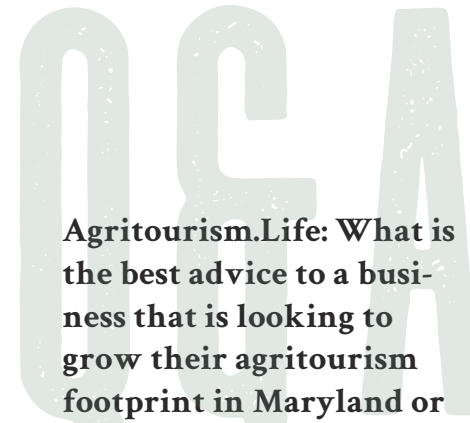 Q&A
Agritourism.Life: What is
the best advice to a busi-
ness that is looking to
grow their agritourism
footprint in Maryland or